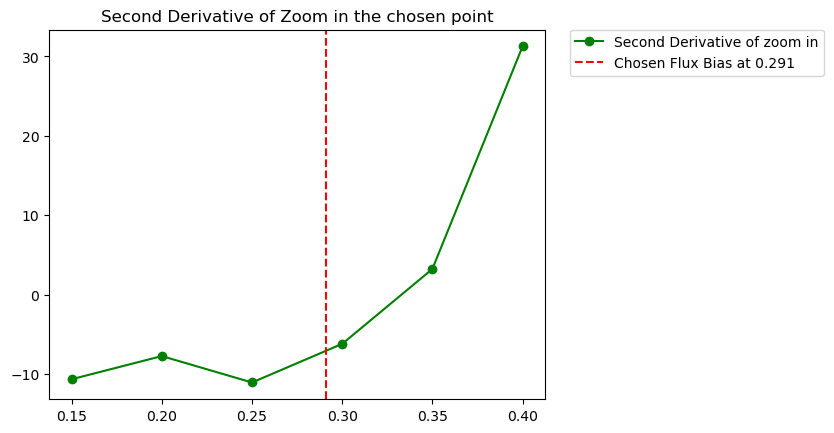 Second Derivative of Zoom in the chosen point
Second Derivative of zoom in
Chosen Flux Bias at 0.291
30
20
10
0
−10
0.15 0.20 0.25 0.30 0.35 0.40